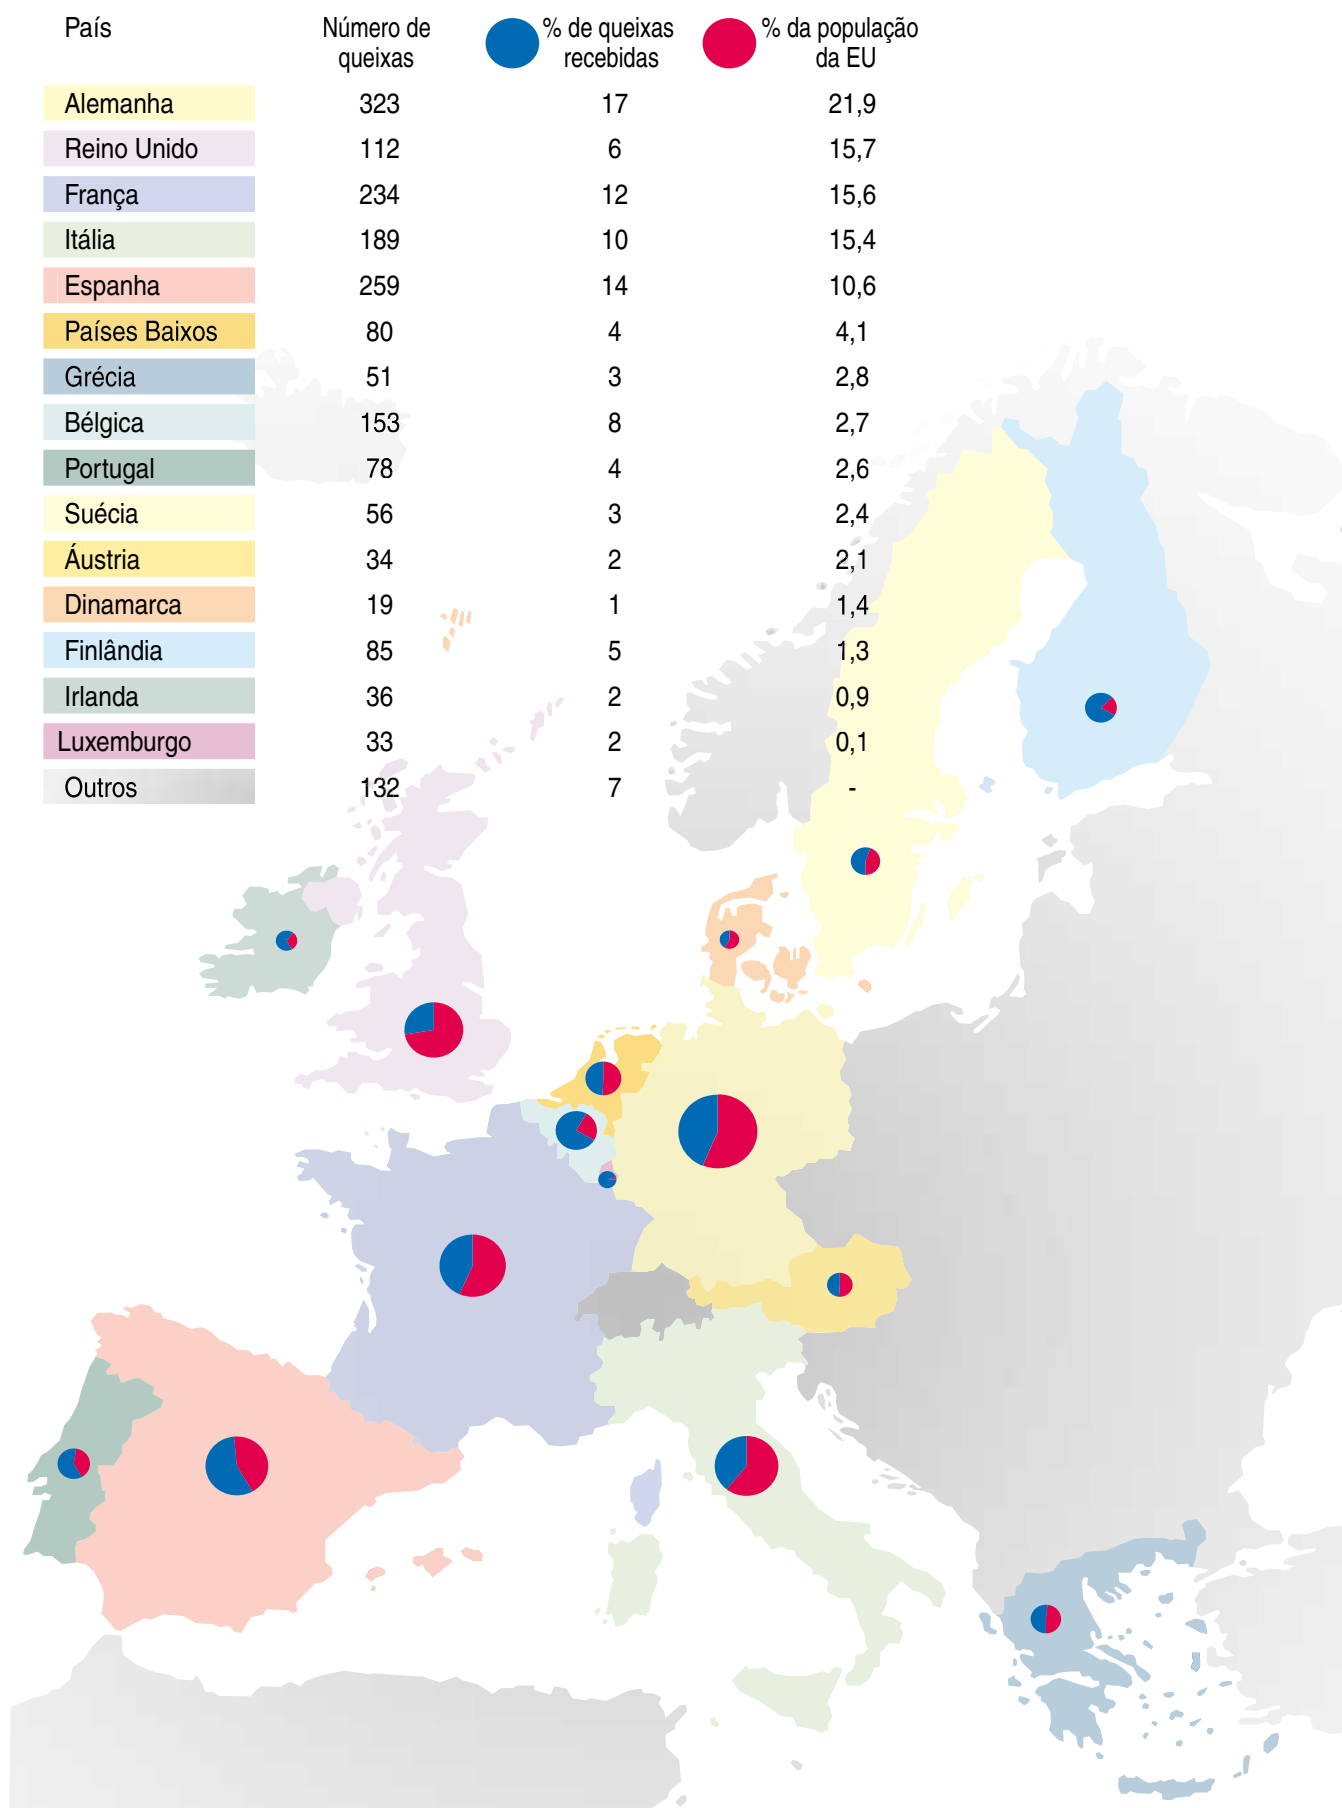 País Número de queixas % de queixas recebidas % da população da EU
Alemanha 323 17 21,9
Reino Unido 112 6 15,7
França 234 12 15,6
Itália 189 10 15,4
Espanha 259 14 10,6
Países Baixos 80 4 4,1
Grécia 51 3 2,8
Bélgica 153 8 2,7
Portugal 78 4 2,6
Suécia 56 3 2,4
Áustria 34 2 2,1
Dinamarca 19 1 1,4
Finlândia 85 5 1,3
Irlanda 36 2 0,9
Luxemburgo 33 2 0,1
Outros 132 7 -